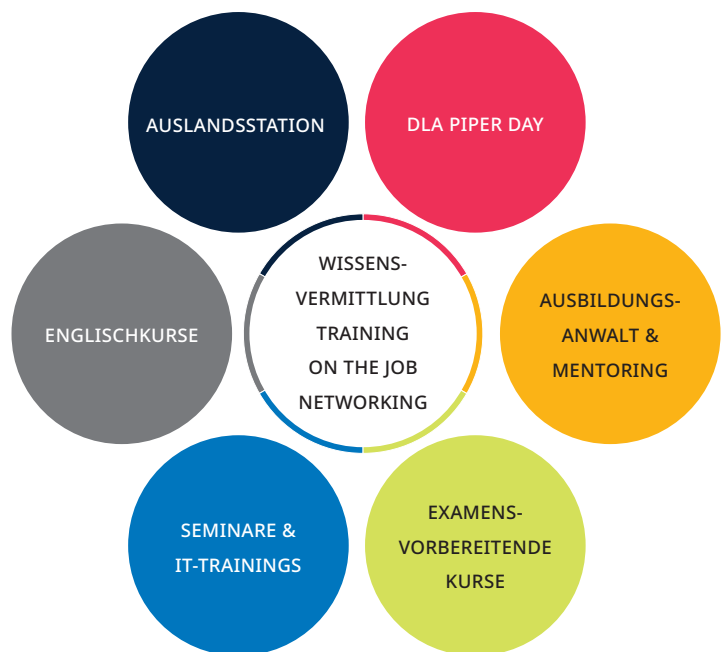 AUSLANDSSTATION
DLA PIPER DAY
WISSENS-
VERMITTLUNG
TRAINING
ON THE JOB
NETWORKING
ENGLISCHKURSE
AUSBILDUNGS-
ANWALT &
MENTORING
SEMINARE &
IT-TRAININGS
EXAMENS-
VORBEREITENDE
KURSE